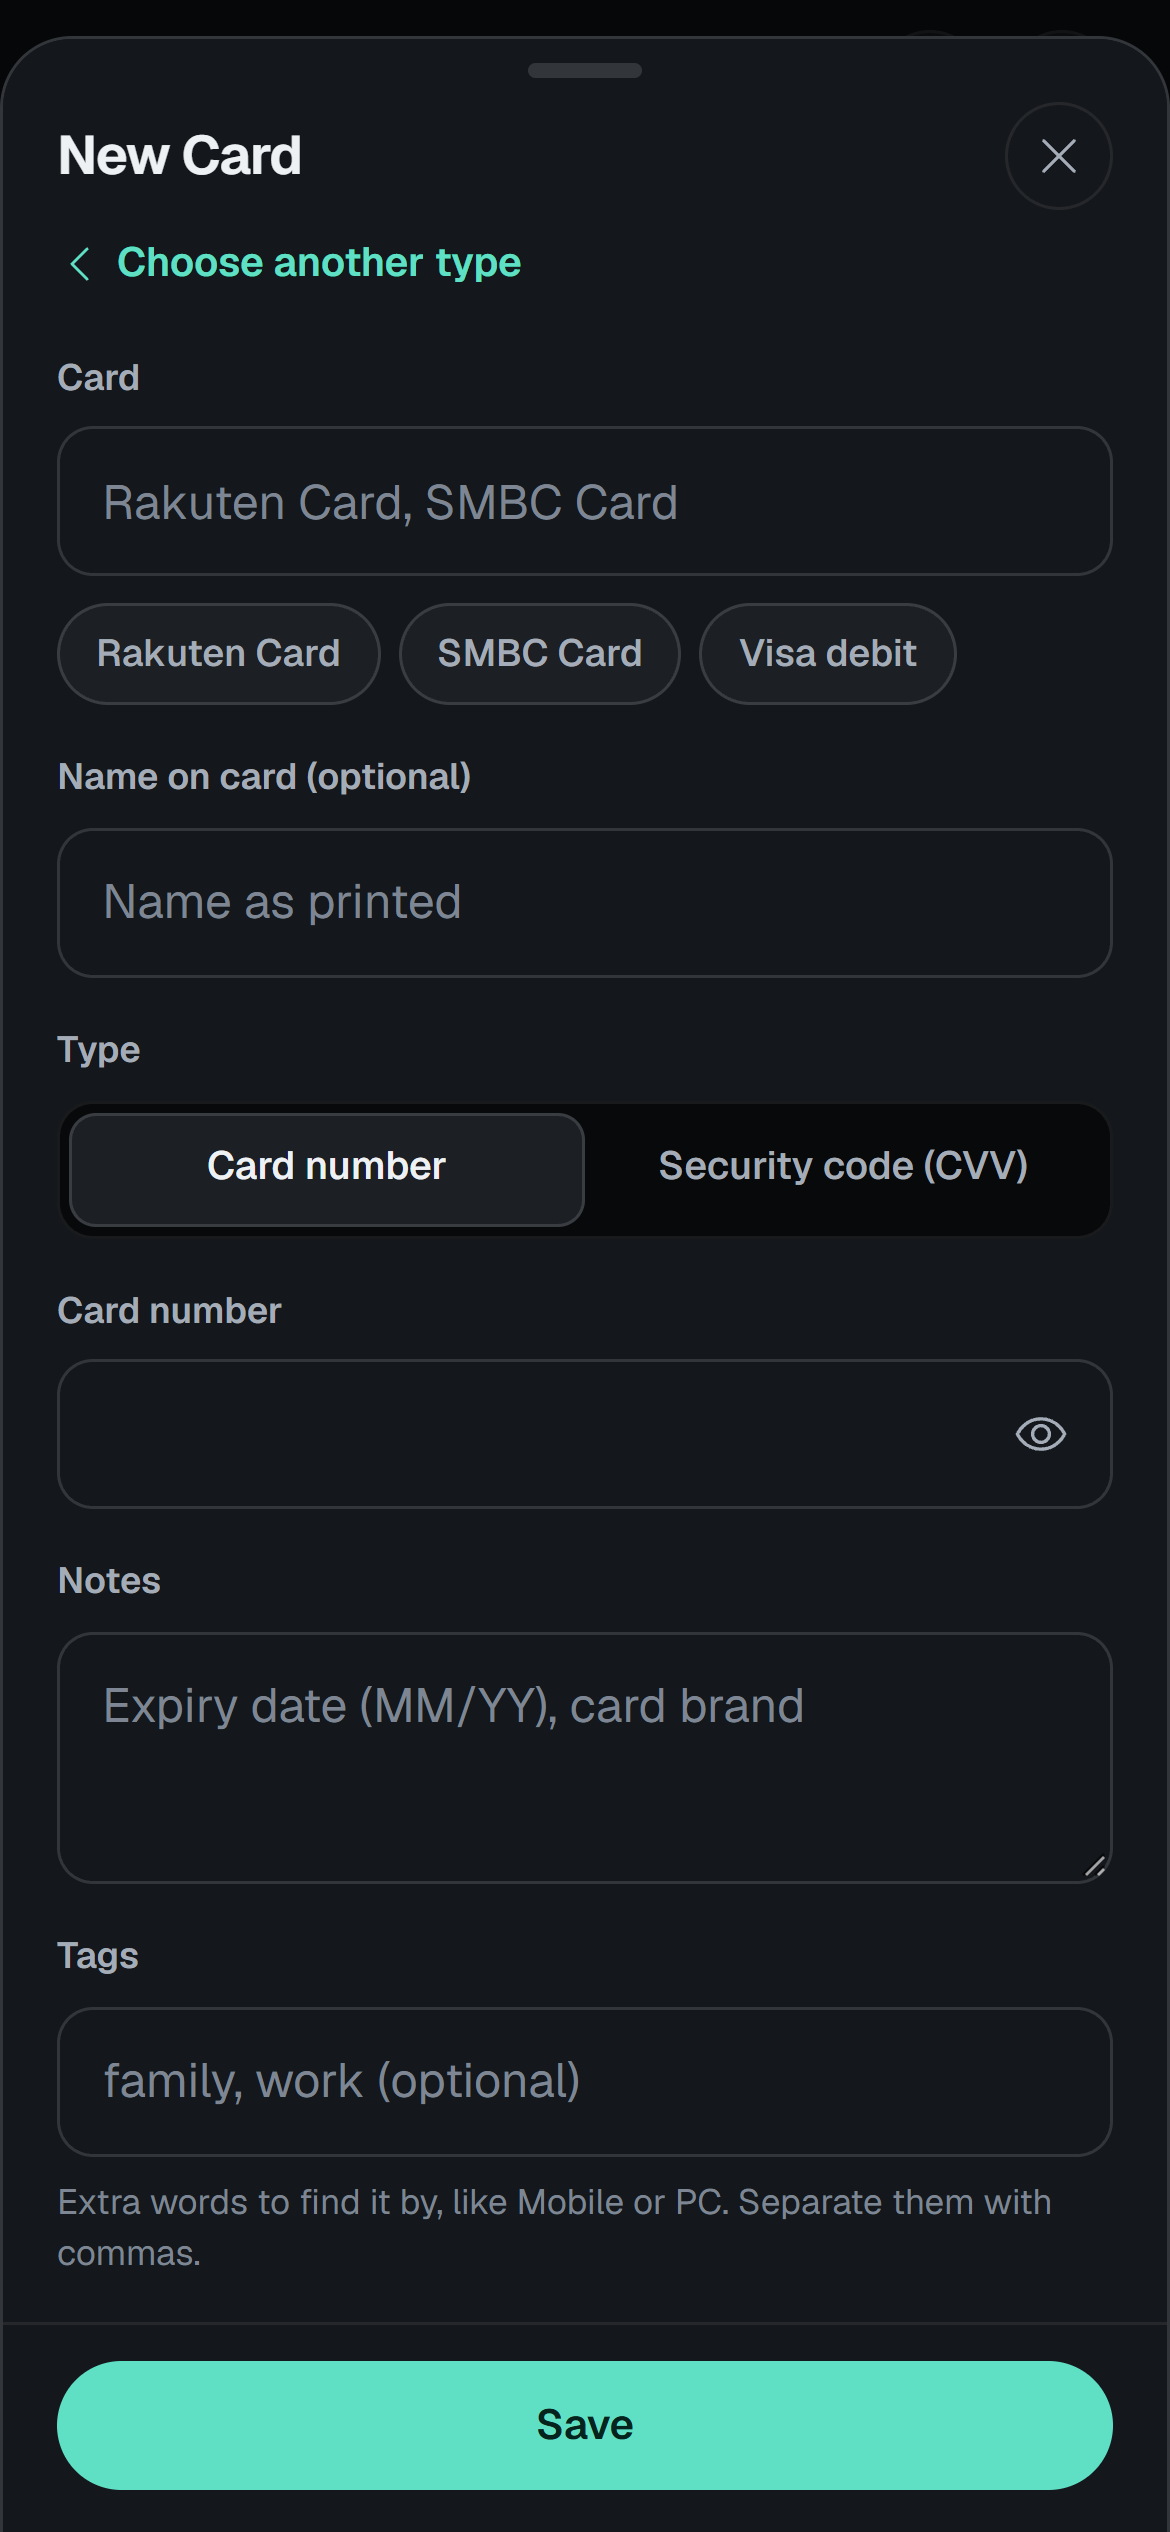 New Card
Choose another type
Card
Rakuten Card, SMBC Card
Rakuten Card
SMBC Card
Visa debit
Name on card (optional)
Name as printed
Type
Card number
Security code (CVV)
Card number
Notes
Expiry date (MM/YY), card brand
Tags
family, work (optional)
Extra words to find it by, like Mobile or PC. Separate them with
commas.
Save